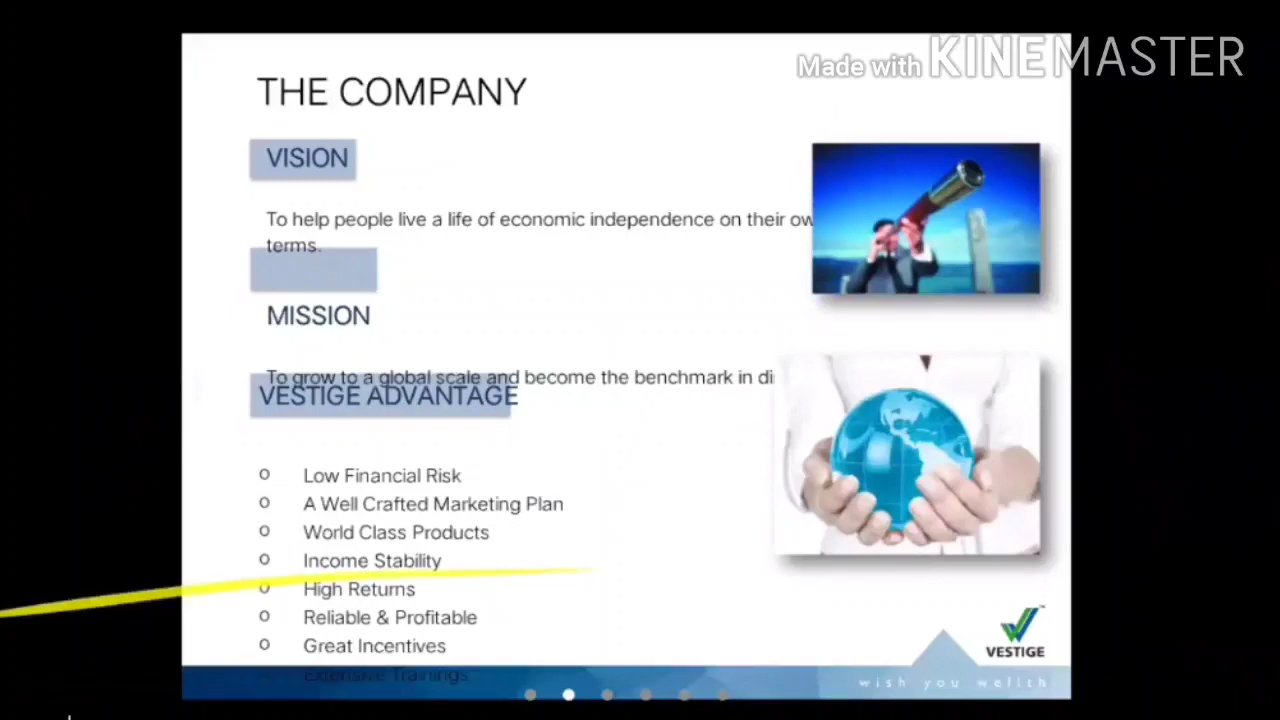 Made with KINEMASTER
THE COMPANY
VISION
To help people live a life of economic independence on their ow
terms.
MISSION
To grow to a global scale and become the benchmark in di
VESTIGE ADVANTAGE
o Low Financial Risk
o A Well Crafted Marketing Plan
o World Class Products
o Income Stability
o High Returns
o Reliable & Profitable
o Great Incentives
o Extensive Trainings
VESTIGE
wish you wellth